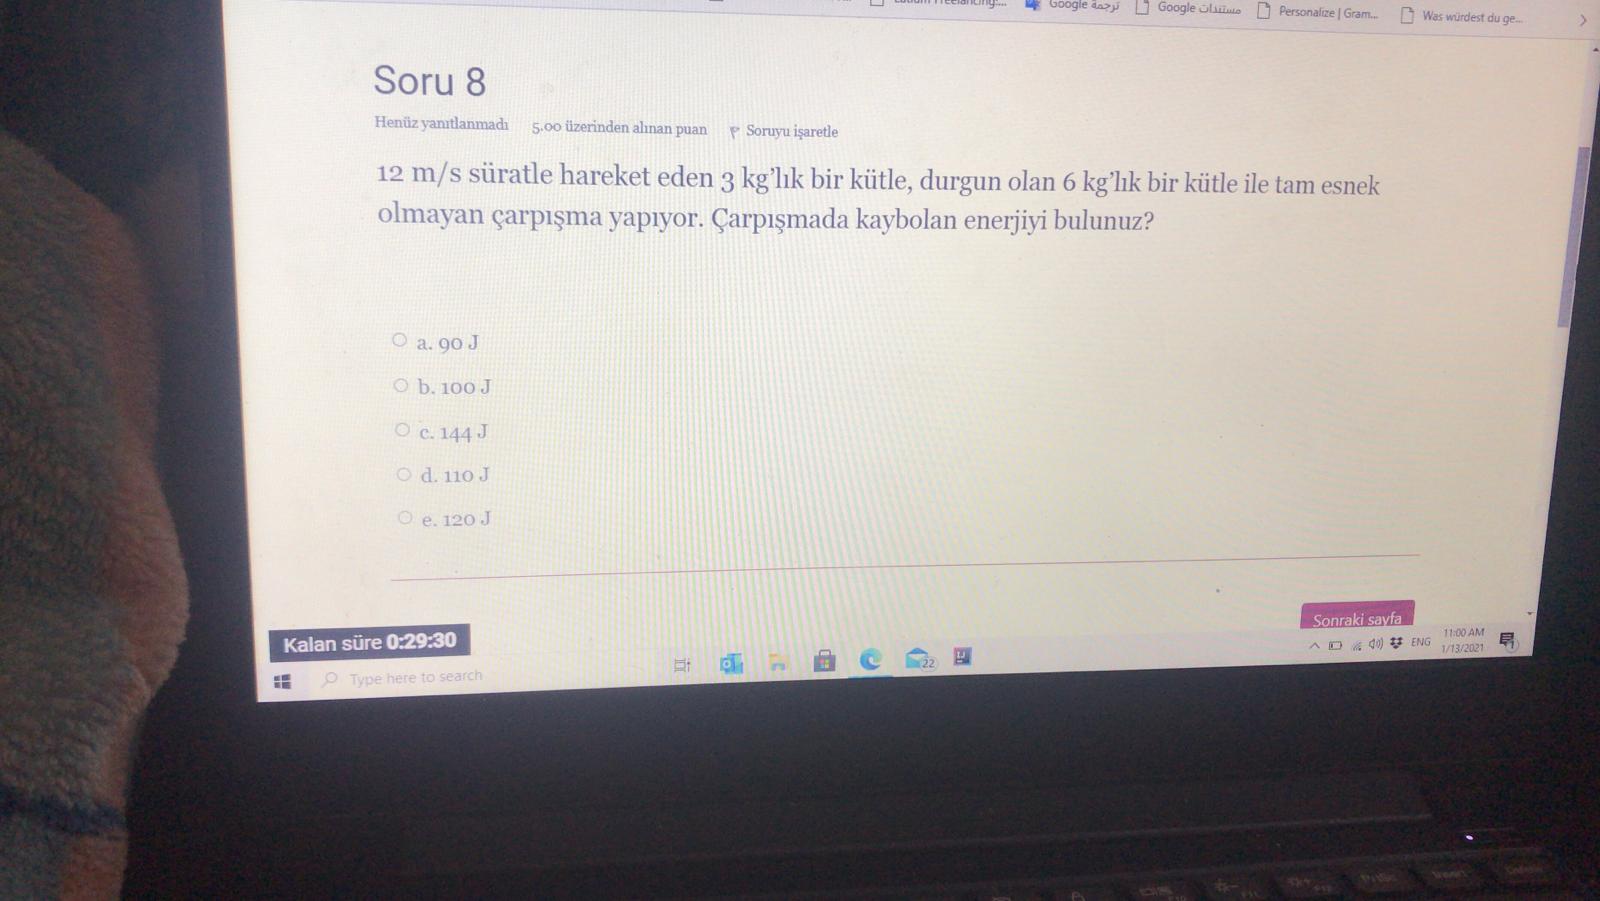 Google ترجمة
Google مستندات
Personalize | Gram...
Was würdest du ge...
Soru 8
Henüz yanıtlanmadı
5.00 üzerinden alınan puan
Soruyu işaretle
12 m/s süratle hareket eden 3 kg'lık bir kütle, durgun olan 6 kg'lık bir kütle ile tam esnek
olmayan çarpışma yapıyor. Çarpışmada kaybolan enerjiyi bulunuz?
a. 90 J
b. 100 J
c. 144 J
d. 110 J
e. 120 J
Sonraki sayfa
Kalan süre 0:29:30
Type here to search
22
ENG
11:00 AM
1/13/2021